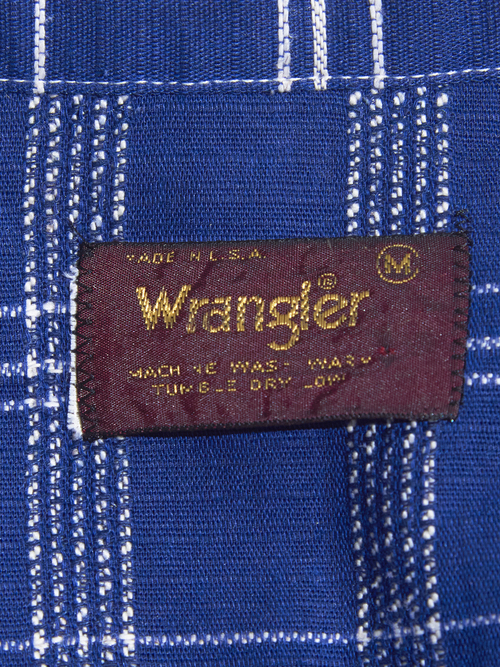 MADE IN U.S.A.
M
Wrangler®
MACHINE WASH WARM
TUMBLE DRY LOW